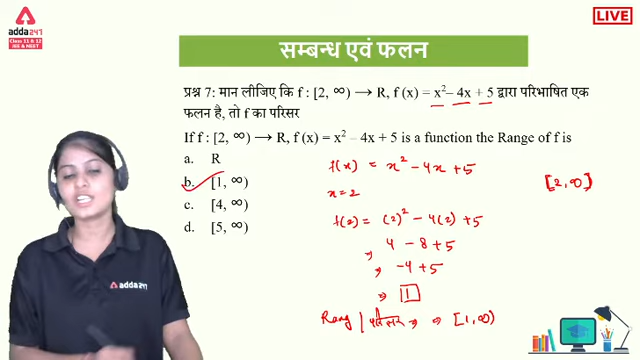 adda247
Class 11 & 12
IIT & NEET
LIVE
सम्बन्ध एवं फलन
प्रश्न 7: मान लीजिए कि f : [2, ∞) → R, f (x) = x² – 4x + 5 द्वारा परिभाषित एक
फलन है, तो f का परिसर
If f : [2, ∞) → R, f(x) = x² – 4x + 5 is a function the Range of f is
a. R
b. [1, ∞)
c. [4, ∞)
d. [5, ∞)
f(x) = x² - 4x + 5
[2, ∞]
x = 2
f(2) = (2)² - 4(2) + 5
⇒ 4 - 8 + 5
⇒ -4 + 5
⇒ 1
Rang | परिसर ⇒ ⇒ [1, ∞)
adda247